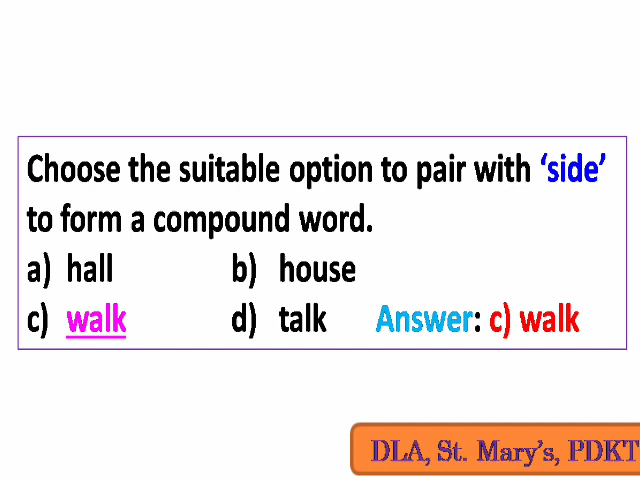 Choose the suitable option to pair with ‘side’
to form a compound word.
a) hall b) house
c) walk d) talk Answer: c) walk
DLA, St. Mary’s, PDKT